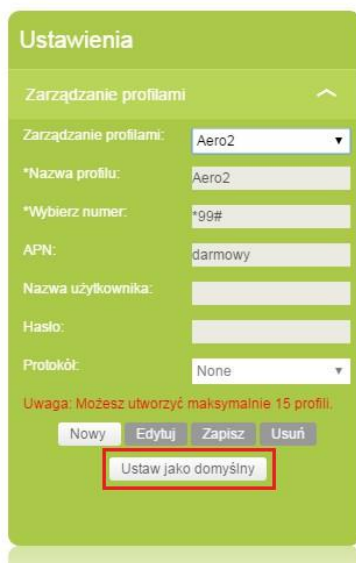 Ustawienia
Zarządzanie profilami
Zarządzanie profilami: Aero2
*Nazwa profilu: Aero2
*Wybierz numer: *99#
APN: darmowy
Nazwa użytkownika:
Hasło:
Protokół: None
Uwaga: Możesz utworzyć maksymalnie 15 profili.
Nowy Edytuj Zapisz Usuń
Ustaw jako domyślny